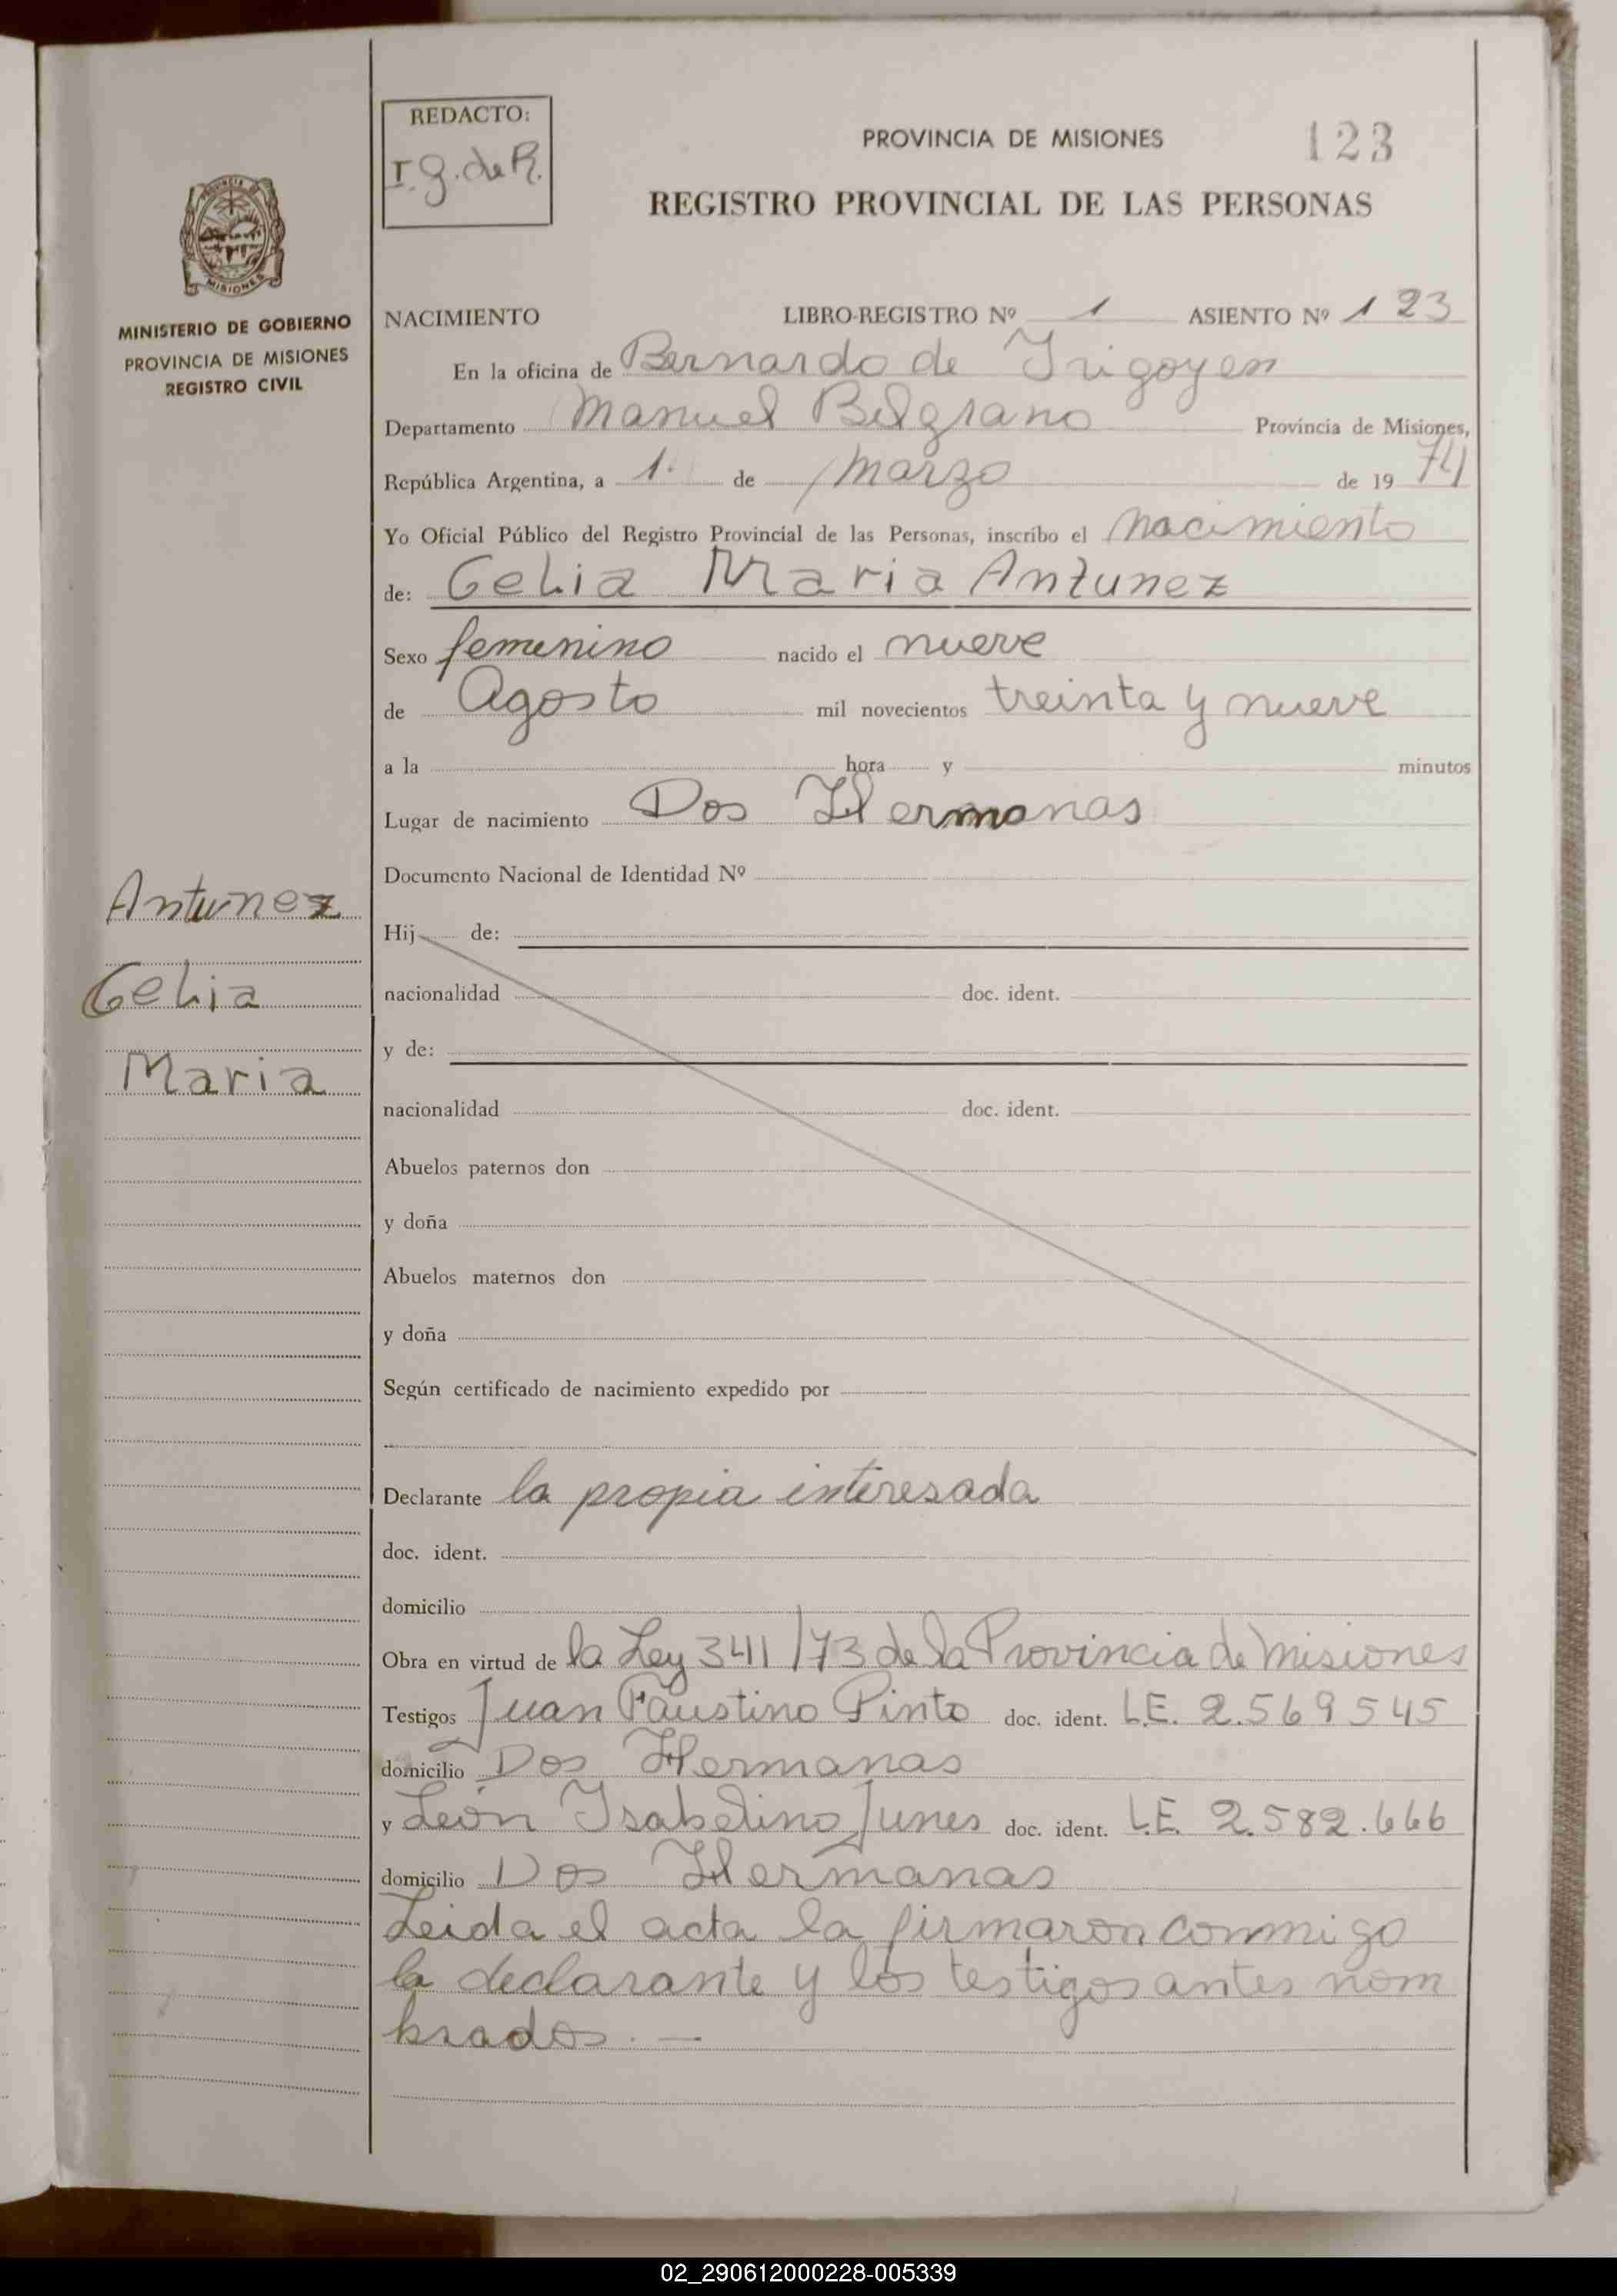 REDACTO:
I.g.deR.
PROVINCIA DE MISIONES
123
REGISTRO PROVINCIAL DE LAS PERSONAS
MISIONES
MINISTERIO DE GOBIERNO
PROVINCIA DE MISIONES
REGISTRO CIVIL
NACIMIENTO LIBRO-REGISTRO Nº 1 ASIENTO Nº 123
En la oficina de Bernardo de Irigoyen
Departamento Manuel Belgrano Provincia de Misiones,
República Argentina, a 1. de Marzo de 19 74
Yo Oficial Público del Registro Provincial de las Personas, inscribo el nacimiento
de: Celia Maria Antunez
Sexo femenino nacido el nueve
de Agosto mil novecientos treinta y nueve
a la hora y minutos
Lugar de nacimiento Dos Hermanas
Documento Nacional de Identidad Nº
Antunez
Celia
Maria
Hij de:
nacionalidad doc. ident.
y de:
nacionalidad doc. ident.
Abuelos paternos don
y doña
Abuelos maternos don
y doña
Según certificado de nacimiento expedido por
Declarante la propia interesada
doc. ident.
domicilio
Obra en virtud de la Ley 341/73 de la Provincia de Misiones
Testigos Juan Faustino Pinto doc. ident. L.E. 2.569545
domicilio Dos Hermanas
y León Isabelino Junes doc. ident. L.E. 2.582.666
domicilio Dos Hermanas
Leida el acta la firmaron conmigo
la declarante y los testigos antes nom
brados. —
02_290612000228-005339